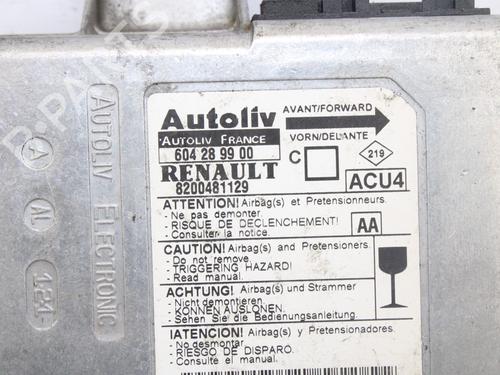 Autoliv
AVANT/FORWARD
AUTOLIV FRANCE
VORN/DELANTE
604 28 99 00
C
219
RENAULT
8200481129
ACU4
ATTENTION! Airbag(s) et Pretensionneurs.
- Ne pas demonter.
- RISQUE DE DECLENCHEMENT!
- Consulter la notice.
AA
CAUTION! Airbag(s) and Pretensioners.
- Do not remove.
- TRIGGERING HAZARD!
- Read manual.
ACHTUNG! Airbag(s) und Strammer
- Nicht demontieren.
- KÖNNEN AUSLÖSEN.
- Sehen Sie die Bedienungsanleitung.
¡ATENCION! Airbag(s) y Pretensionadores.
- No desmontar.
- RIESGO DE DISPARO.
- Consulte el manual.
AUTOLIV ELECTRONIC
B-PARTS